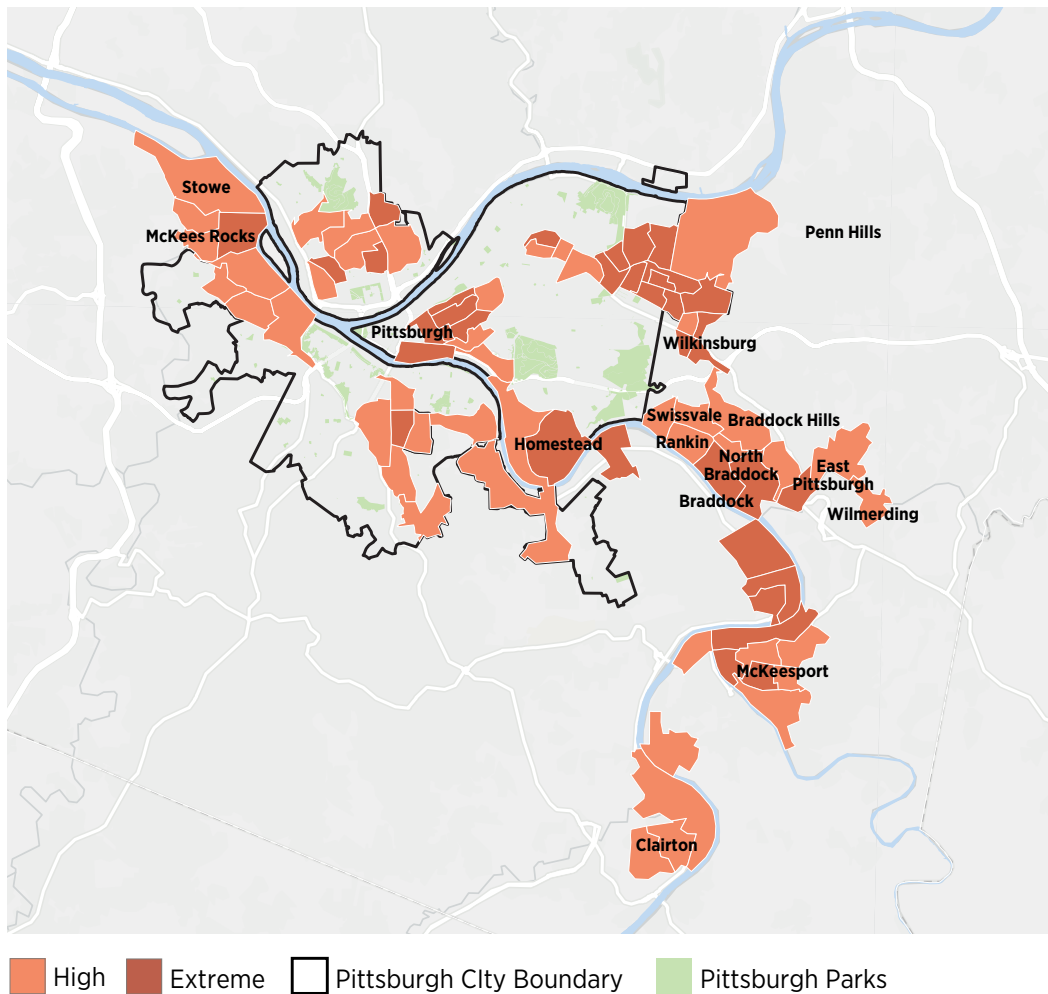 Stowe
McKees Rocks
Penn Hills
Pittsburgh
Wilkinsburg
Swissvale
Braddock Hills
Rankin
Homestead
North
Braddock
East
Pittsburgh
Braddock
Wilmerding
McKeesport
Clairton
High
Extreme
Pittsburgh CIty Boundary
Pittsburgh Parks